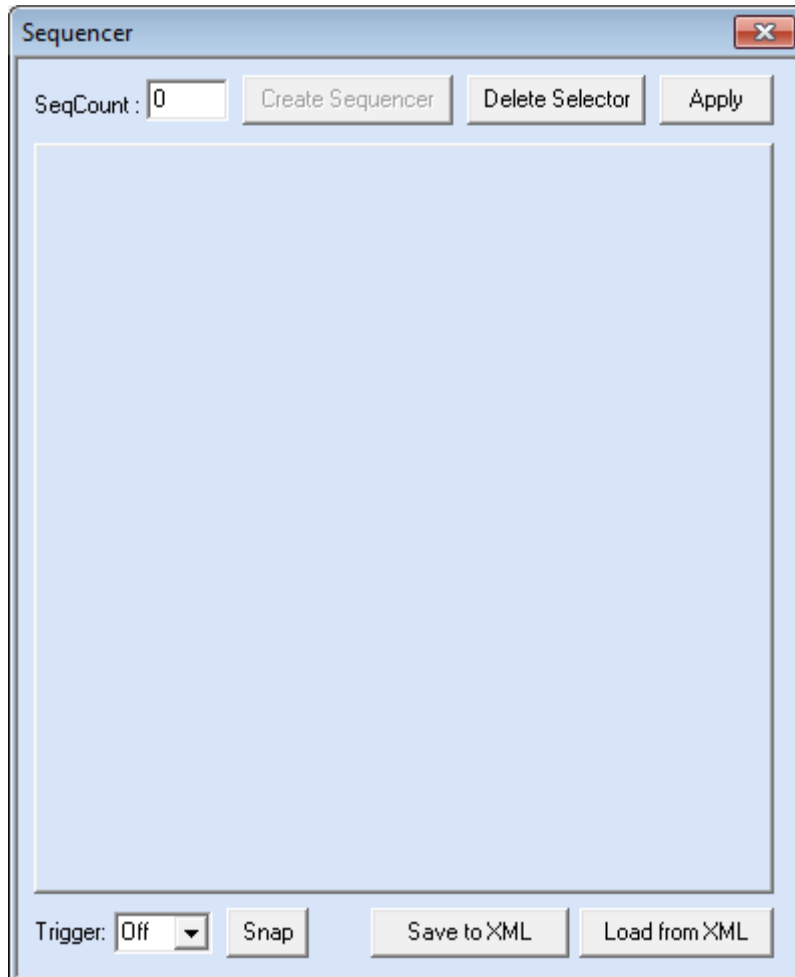 Sequencer
SeqCount : 0 Create Sequencer Delete Selector Apply
Trigger: Off Snap Save to XML Load from XML